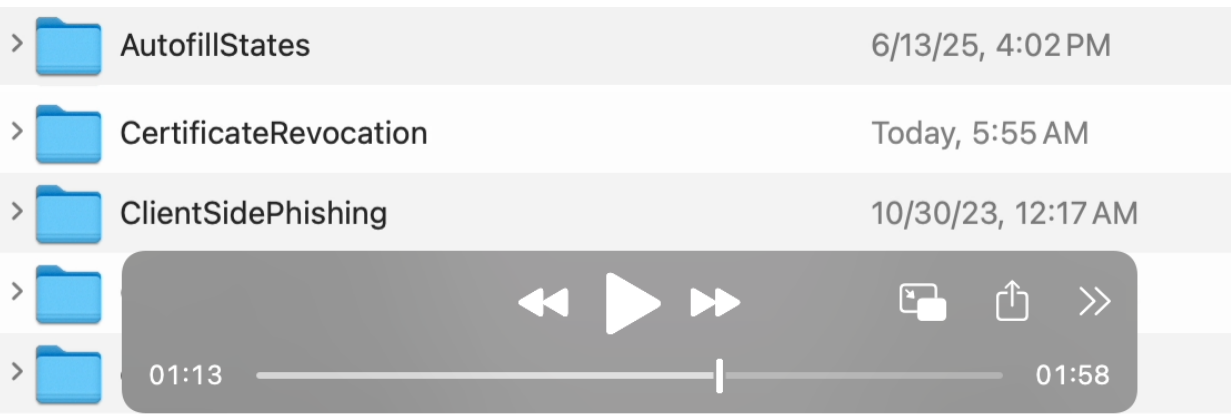 AutofillStates 6/13/25, 4:02 PM
CertificateRevocation Today, 5:55 AM
ClientSidePhishing 10/30/23, 12:17 AM
01:13 01:58